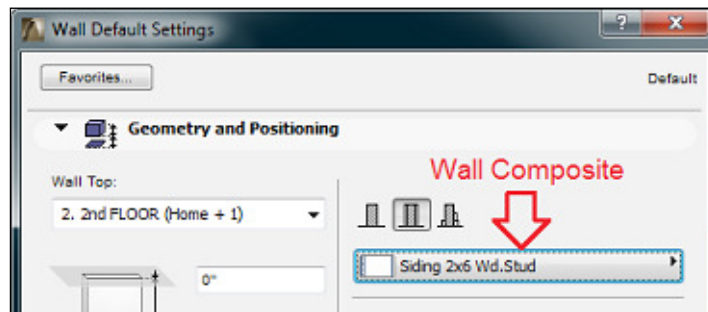 Wall Default Settings
?
Favorites...
Default
Geometry and Positioning
Wall Top:
Wall Composite
2. 2nd FLOOR (Home + 1)
Siding 2x6 Wd.Stud
0"